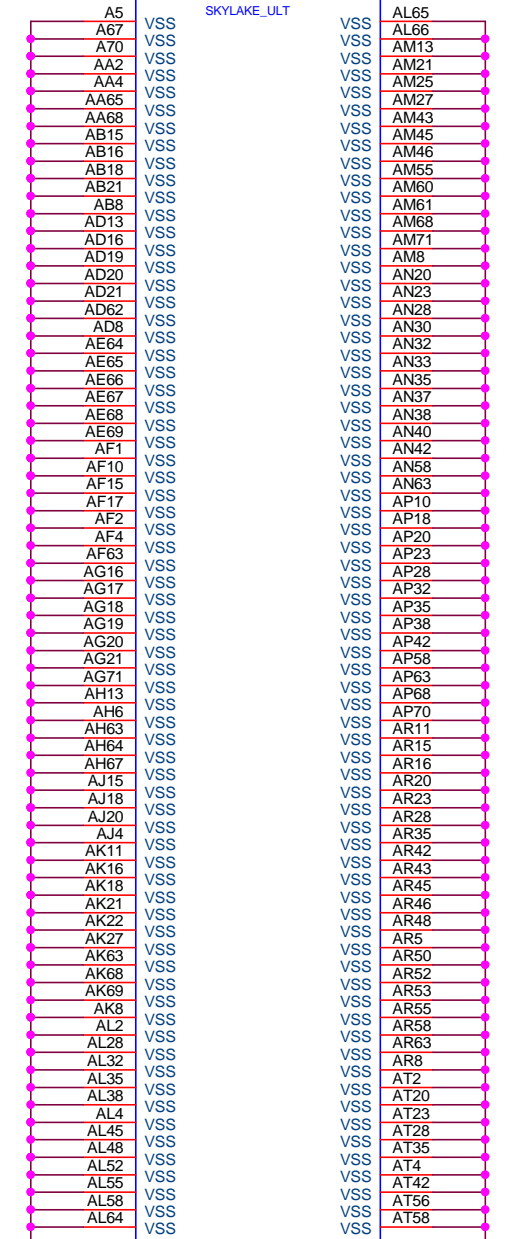 SKYLAKE_ULT
A5 VSS VSS AL65
A67 VSS VSS AL66
A70 VSS VSS AM13
AA2 VSS VSS AM21
AA4 VSS VSS AM25
AA65 VSS VSS AM27
AA68 VSS VSS AM43
AB15 VSS VSS AM45
AB16 VSS VSS AM46
AB18 VSS VSS AM55
AB21 VSS VSS AM60
AB8 VSS VSS AM61
AD13 VSS VSS AM68
AD16 VSS VSS AM71
AD19 VSS VSS AM8
AD20 VSS VSS AN20
AD21 VSS VSS AN23
AD62 VSS VSS AN28
AD8 VSS VSS AN30
AE64 VSS VSS AN32
AE65 VSS VSS AN33
AE66 VSS VSS AN35
AE67 VSS VSS AN37
AE68 VSS VSS AN38
AE69 VSS VSS AN40
AF1 VSS VSS AN42
AF10 VSS VSS AN58
AF15 VSS VSS AN63
AF17 VSS VSS AP10
AF2 VSS VSS AP18
AF4 VSS VSS AP20
AF63 VSS VSS AP23
AG16 VSS VSS AP28
AG17 VSS VSS AP32
AG18 VSS VSS AP35
AG19 VSS VSS AP38
AG20 VSS VSS AP42
AG21 VSS VSS AP58
AG71 VSS VSS AP63
AH13 VSS VSS AP68
AH6 VSS VSS AP70
AH63 VSS VSS AR11
AH64 VSS VSS AR15
AH67 VSS VSS AR16
AJ15 VSS VSS AR20
AJ18 VSS VSS AR23
AJ20 VSS VSS AR28
AJ4 VSS VSS AR35
AK11 VSS VSS AR42
AK16 VSS VSS AR43
AK18 VSS VSS AR45
AK21 VSS VSS AR46
AK22 VSS VSS AR48
AK27 VSS VSS AR5
AK63 VSS VSS AR50
AK68 VSS VSS AR52
AK69 VSS VSS AR53
AK8 VSS VSS AR55
AL2 VSS VSS AR58
AL28 VSS VSS AR63
AL32 VSS VSS AR8
AL35 VSS VSS AT2
AL38 VSS VSS AT20
AL4 VSS VSS AT23
AL45 VSS VSS AT28
AL48 VSS VSS AT35
AL52 VSS VSS AT4
AL55 VSS VSS AT42
AL58 VSS VSS AT56
AL64 VSS VSS AT58